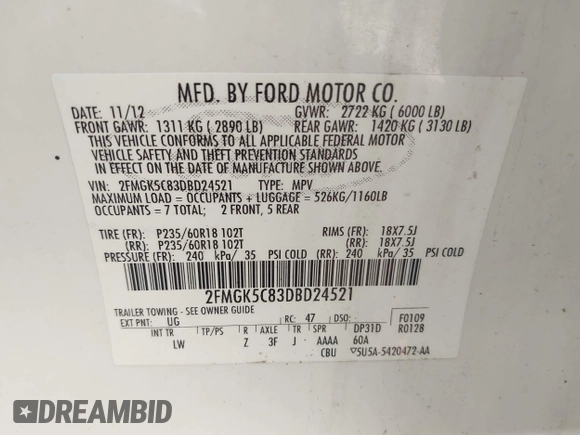 MFD. BY FORD MOTOR CO.
DATE: 11/12 GVWR: 2722 KG ( 6000 LB)
FRONT GAWR: 1311 KG ( 2890 LB) REAR GAWR: 1420 KG ( 3130 LB)
THIS VEHICLE CONFORMS TO ALL APPLICABLE FEDERAL MOTOR
VEHICLE SAFETY AND THEFT PREVENTION STANDARDS
IN EFFECT ON THE DATE OF MANUFACTURE SHOWN ABOVE.
VIN: 2FMGK5C83DBD24521 TYPE: MPV
MAXIMUM LOAD = OCCUPANTS + LUGGAGE = 526KG/1160LB
OCCUPANTS = 7 TOTAL; 2 FRONT, 5 REAR
TIRE (FR): P235/60R18 102T RIMS (FR): 18X7.5J
(RR): P235/60R18 102T (RR): 18X7.5J
PRESSURE (FR): 240 kPa/ 35 PSI COLD (RR): 240 kPa/ 35 PSI COLD
2FMGK5C83DBD24521
TRAILER TOWING - SEE OWNER GUIDE
EXT PNT: UG RC: 47 DSO: F0109
R0128
INT TR TP/PS R AXLE TR SPR DP31D
LW Z 3F J AAAA 60A
CBU ▽5U5A-5420472-AA
DREAMBID